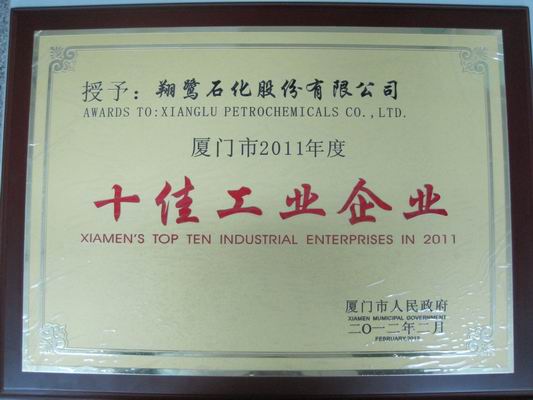 授予：翔鹭石化股份有限公司
AWARDS TO:XIANGLU PETROCHEMICALS CO.,LTD.
厦门市2011年度
十佳工业企业
XIAMEN'S TOP TEN INDUSTRIAL ENTERPRISES IN 2011
厦门市人民政府
XIAMEN MUNICIPAL GOVERNMENT
二〇一二年二月
FEBRUARY 2012